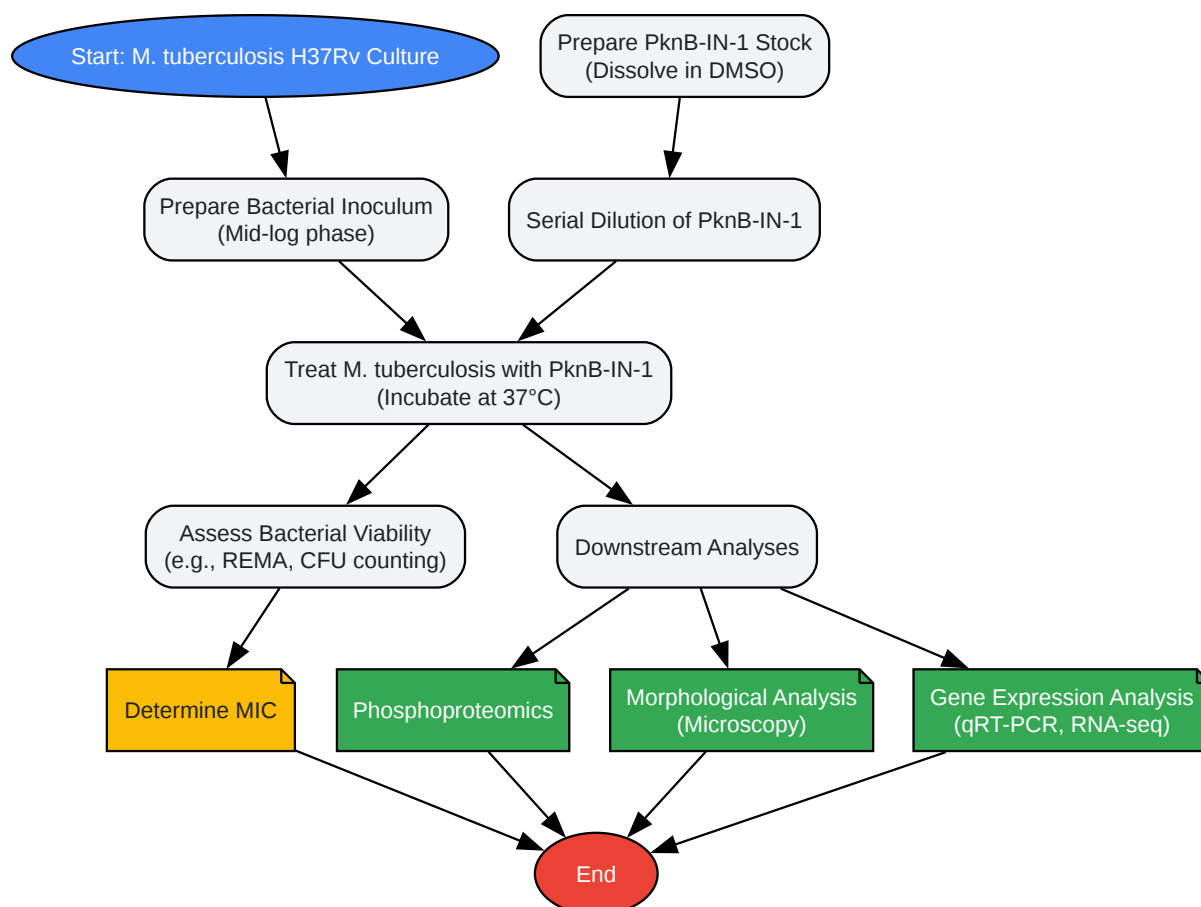 Start: M. tuberculosis H37Rv Culture
Prepare PknB-IN-1 Stock
(Dissolve in DMSO)
Prepare Bacterial Inoculum
(Mid-log phase)
Serial Dilution of PknB-IN-1
Treat M. tuberculosis with PknB-IN-1
(Incubate at 37°C)
Assess Bacterial Viability
(e.g., REMA, CFU counting)
Downstream Analyses
Determine MIC
Phosphoproteomics
Morphological Analysis
(Microscopy)
Gene Expression Analysis
(qRT-PCR, RNA-seq)
End